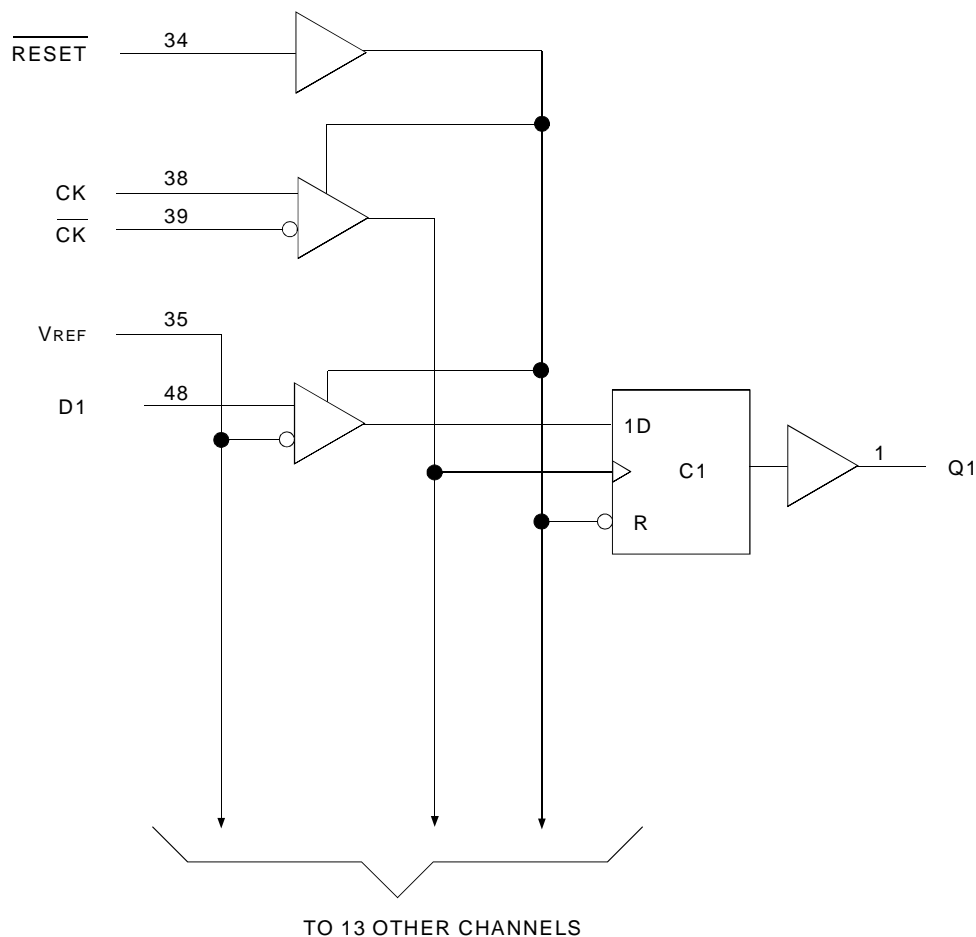 RESET 34
CK 38
CK 39
VREF 35
D1 48
1D
C1
R
1
Q1
TO 13 OTHER CHANNELS